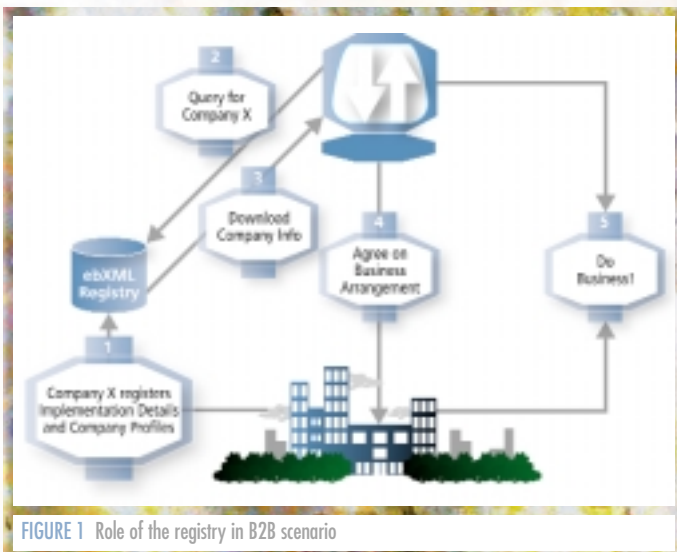 2
Query for
Company X
3
Download
Company Info
4
Agree on
Business
Arrangement
5
Do
Business!
ebXML
Registry
1
Company X registers
Implementation Details
and Company Profiles
FIGURE 1 Role of the registry in B2B scenario